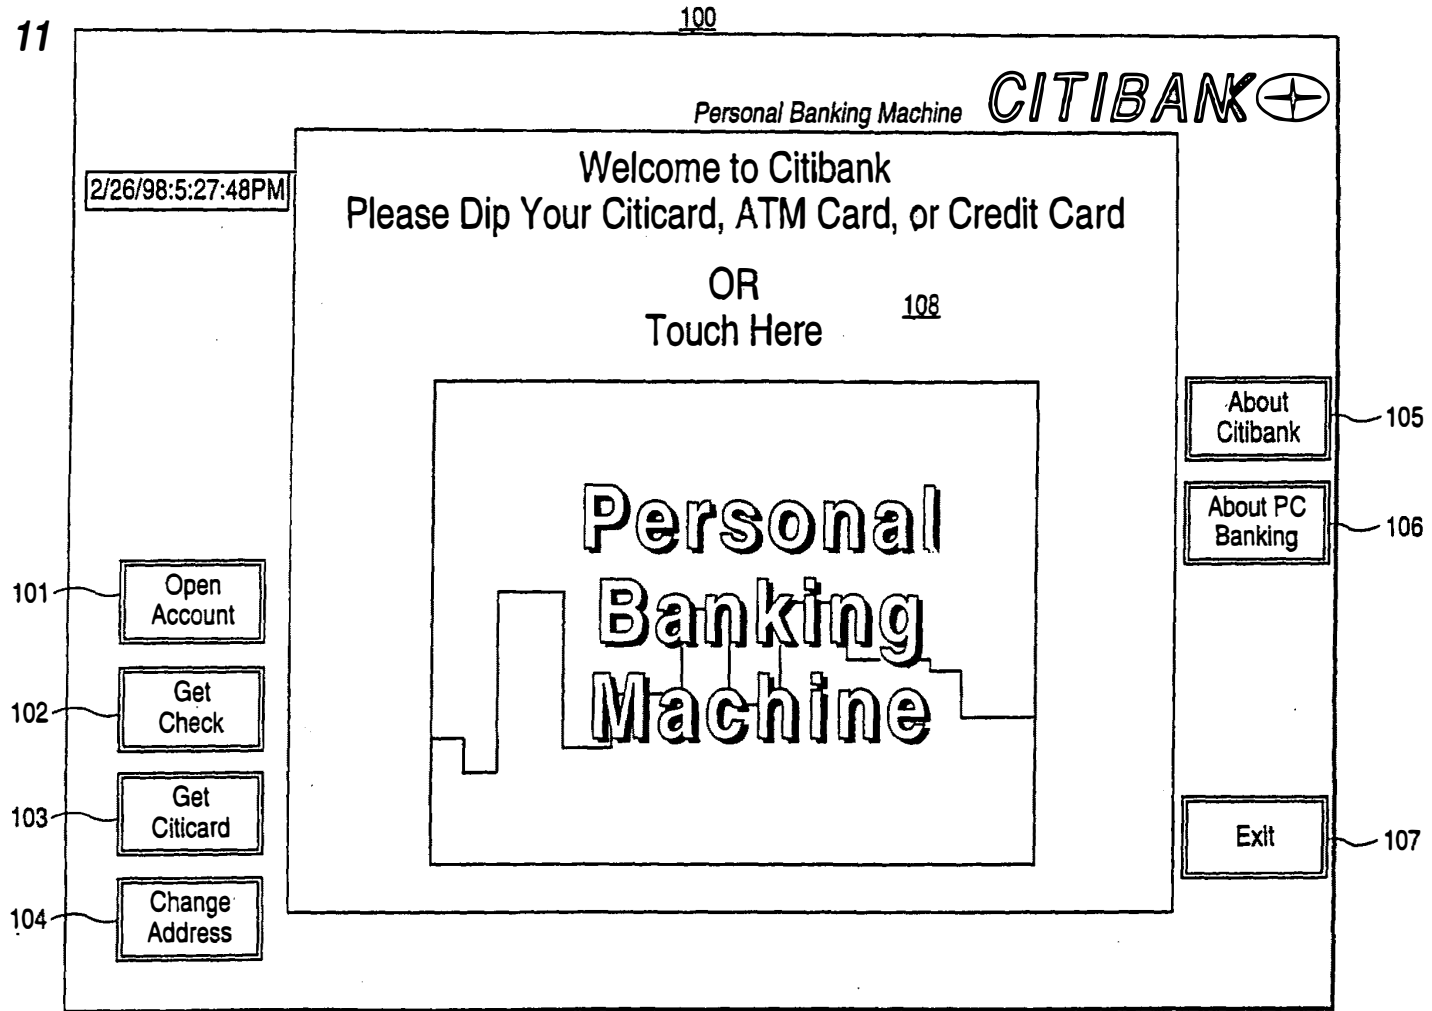 11
100
Personal Banking Machine CITIBANK
2/26/98:5:27:48PM
Welcome to Citibank
Please Dip Your Citicard, ATM Card, or Credit Card
OR
Touch Here
108
Personal
Banking
Machine
101
Open
Account
102
Get
Check
103
Get
Citicard
104
Change
Address
About
Citibank
105
About PC
Banking
106
Exit
107